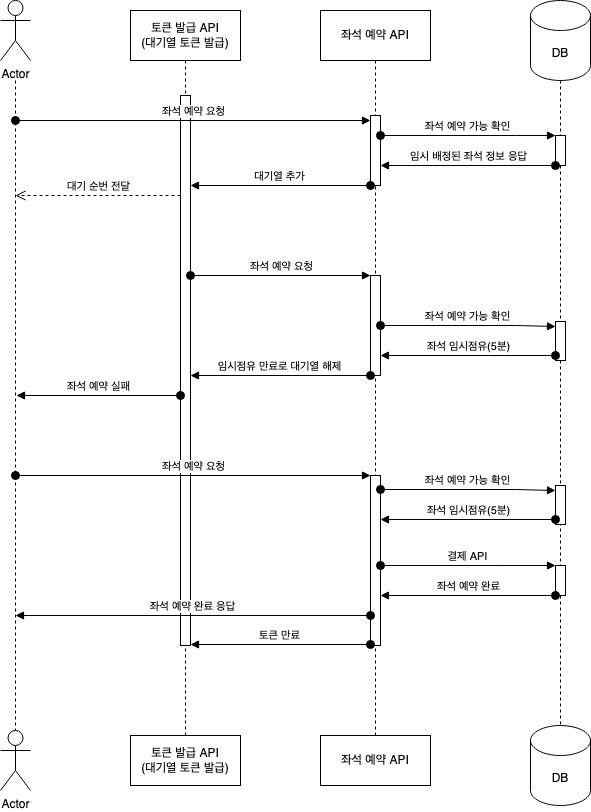 토큰 발급 API
(대기열 토큰 발급)
좌석 예약 API
DB
Actor
좌석 예약 요청
좌석 예약 가능 확인
임시 배정된 좌석 정보 응답
대기열 추가
대기 순번 전달
좌석 예약 요청
좌석 예약 가능 확인
좌석 임시점유(5분)
임시점유 만료로 대기열 해제
좌석 예약 실패
좌석 예약 요청
좌석 예약 가능 확인
좌석 임시점유(5분)
결제 API
좌석 예약 완료
좌석 예약 완료 응답
토큰 만료
토큰 발급 API
(대기열 토큰 발급)
좌석 예약 API
DB
Actor